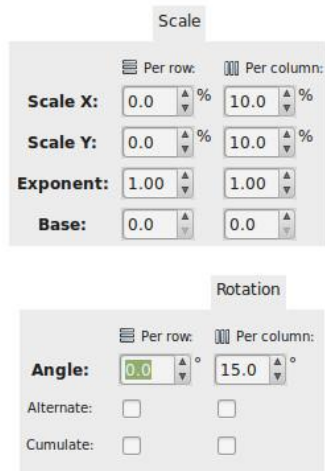 Scale
Per row: Per column:
Scale X: 0.0 % 10.0 %
Scale Y: 0.0 % 10.0 %
Exponent: 1.00 1.00
Base: 0.0 0.0
Rotation
Per row: Per column:
Angle: 0.0 ° 15.0 °
Alternate:
Cumulate: